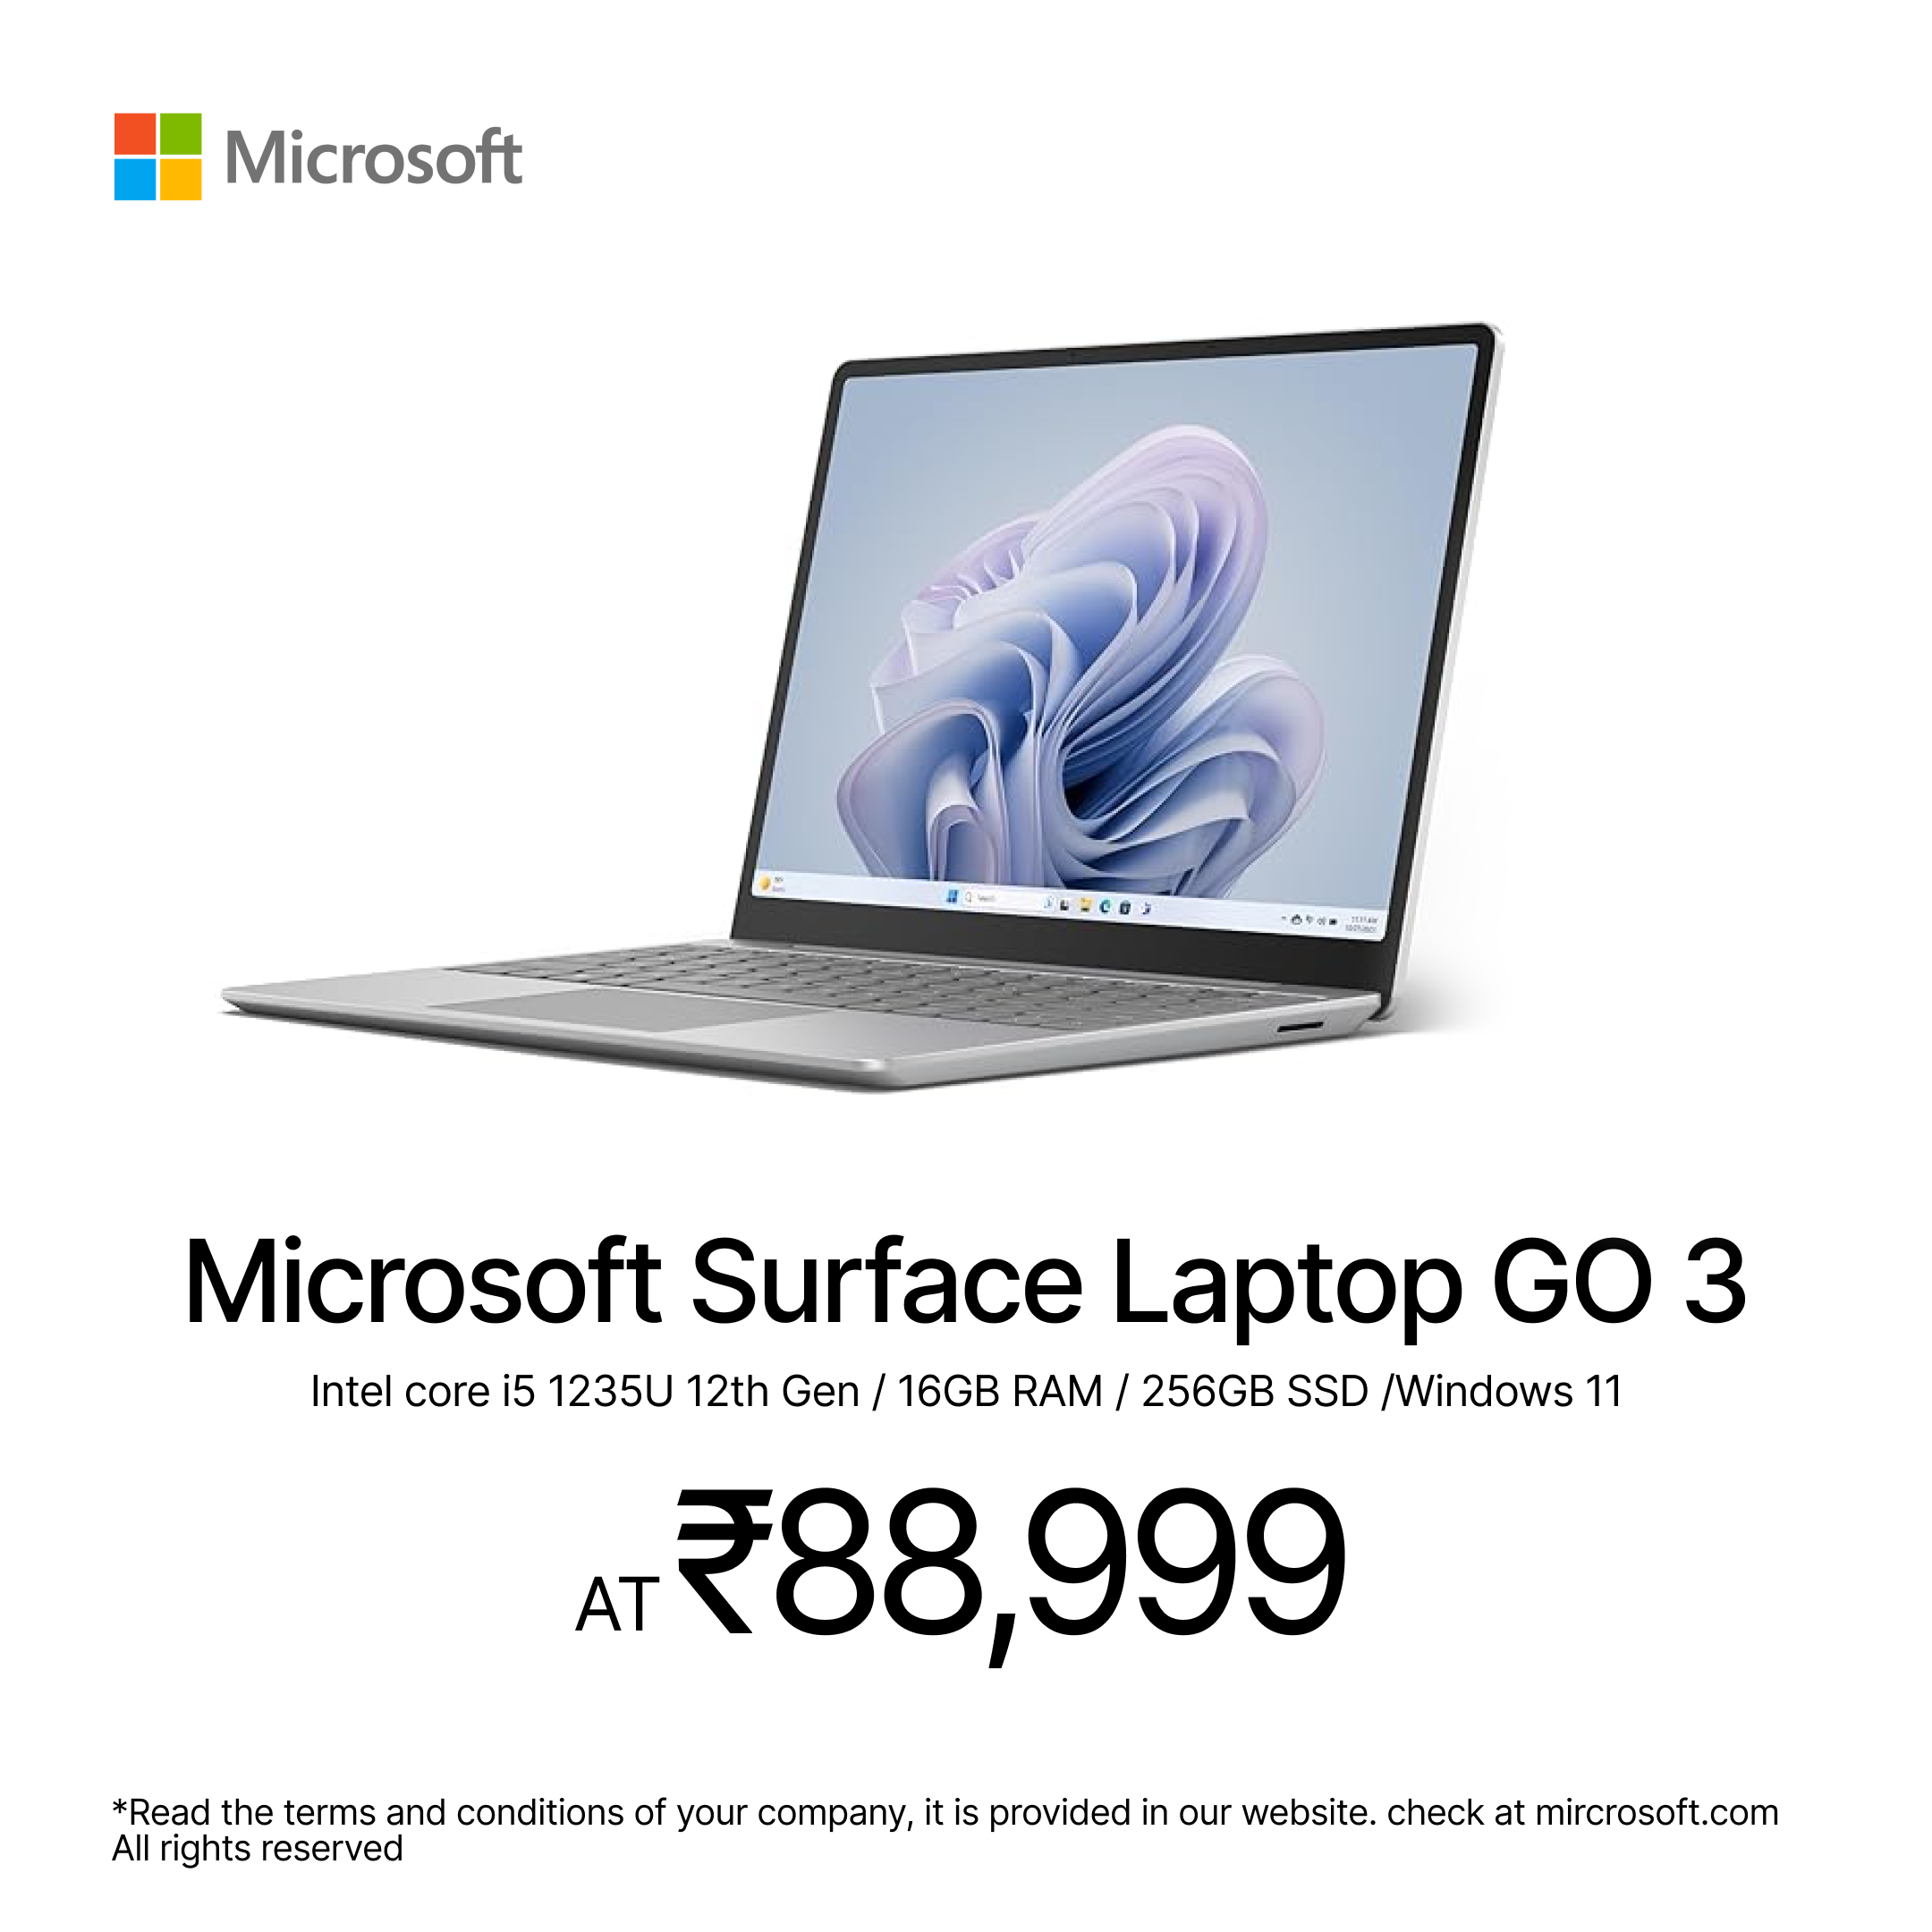 Microsoft
Microsoft Surface Laptop GO 3
Intel core i5 1235U 12th Gen / 16GB RAM / 256GB SSD /Windows 11
AT ₹88,999
*Read the terms and conditions of your company, it is provided in our website. check at mircrosoft.com
All rights reserved